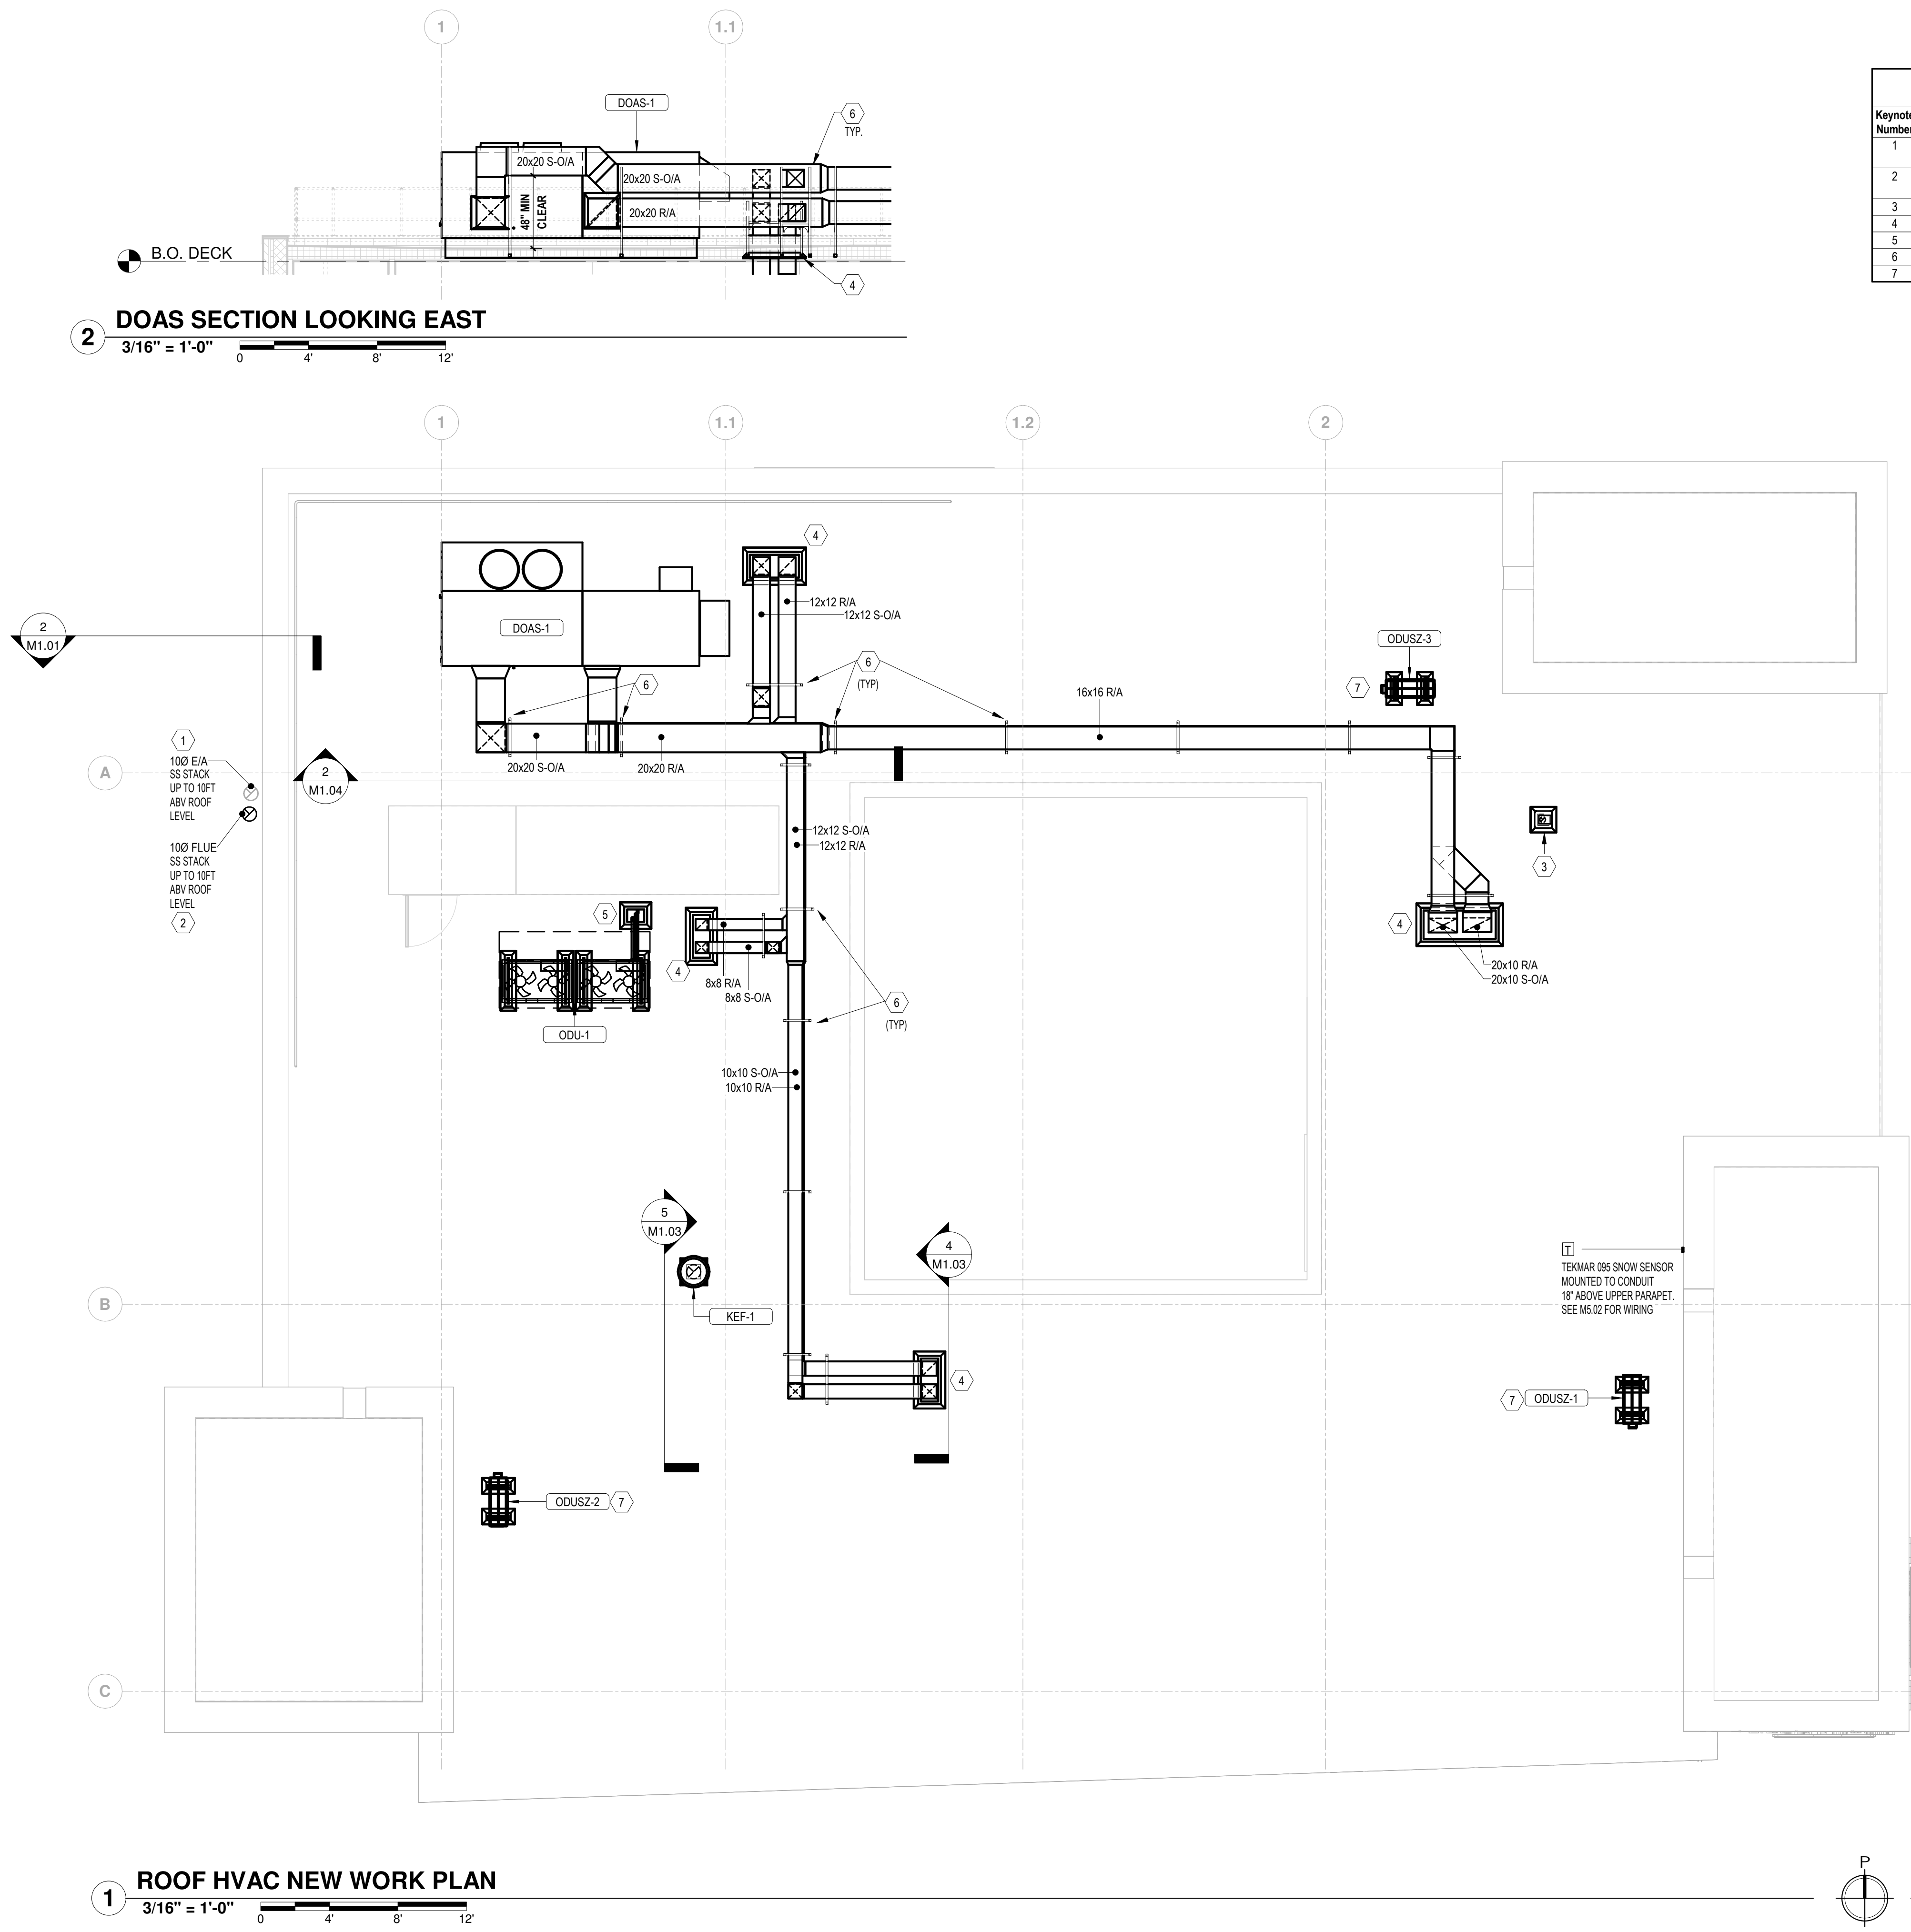 1
1.1
DOAS-1
6
TYP.
20x20 S-O/A
20x20 S-O/A
20x20 R/A
48" MIN
CLEAR
B.O. DECK
4
2
DOAS SECTION LOOKING EAST
3/16" = 1'-0"
0
4'
8'
12'
Keynote
Number
1
2
3
4
5
6
7
1
1.1
1.2
2
4
12x12 R/A
12x12 S-O/A
DOAS-1
2
M1.01
6
6
(TYP)
ODUSZ-3
7
16x16 R/A
20x20 S-O/A
20x20 R/A
1
10Ø E/A
SS STACK
UP TO 10FT
ABV ROOF
LEVEL
A
2
M1.04
10Ø FLUE
SS STACK
UP TO 10FT
ABV ROOF
LEVEL
2
12x12 S-O/A
12x12 R/A
3
5
4
8x8 R/A
8x8 S-O/A
4
20x10 R/A
20x10 S-O/A
6
(TYP)
ODU-1
10x10 S-O/A
10x10 R/A
5
M1.03
4
M1.03
T
TEKMAR 095 SNOW SENSOR
MOUNTED TO CONDUIT
18" ABOVE UPPER PARAPET.
SEE M5.02 FOR WIRING
B
KEF-1
4
7
ODUSZ-1
ODUSZ-2
7
C
1
ROOF HVAC NEW WORK PLAN
3/16" = 1'-0"
0
4'
8'
12'
P